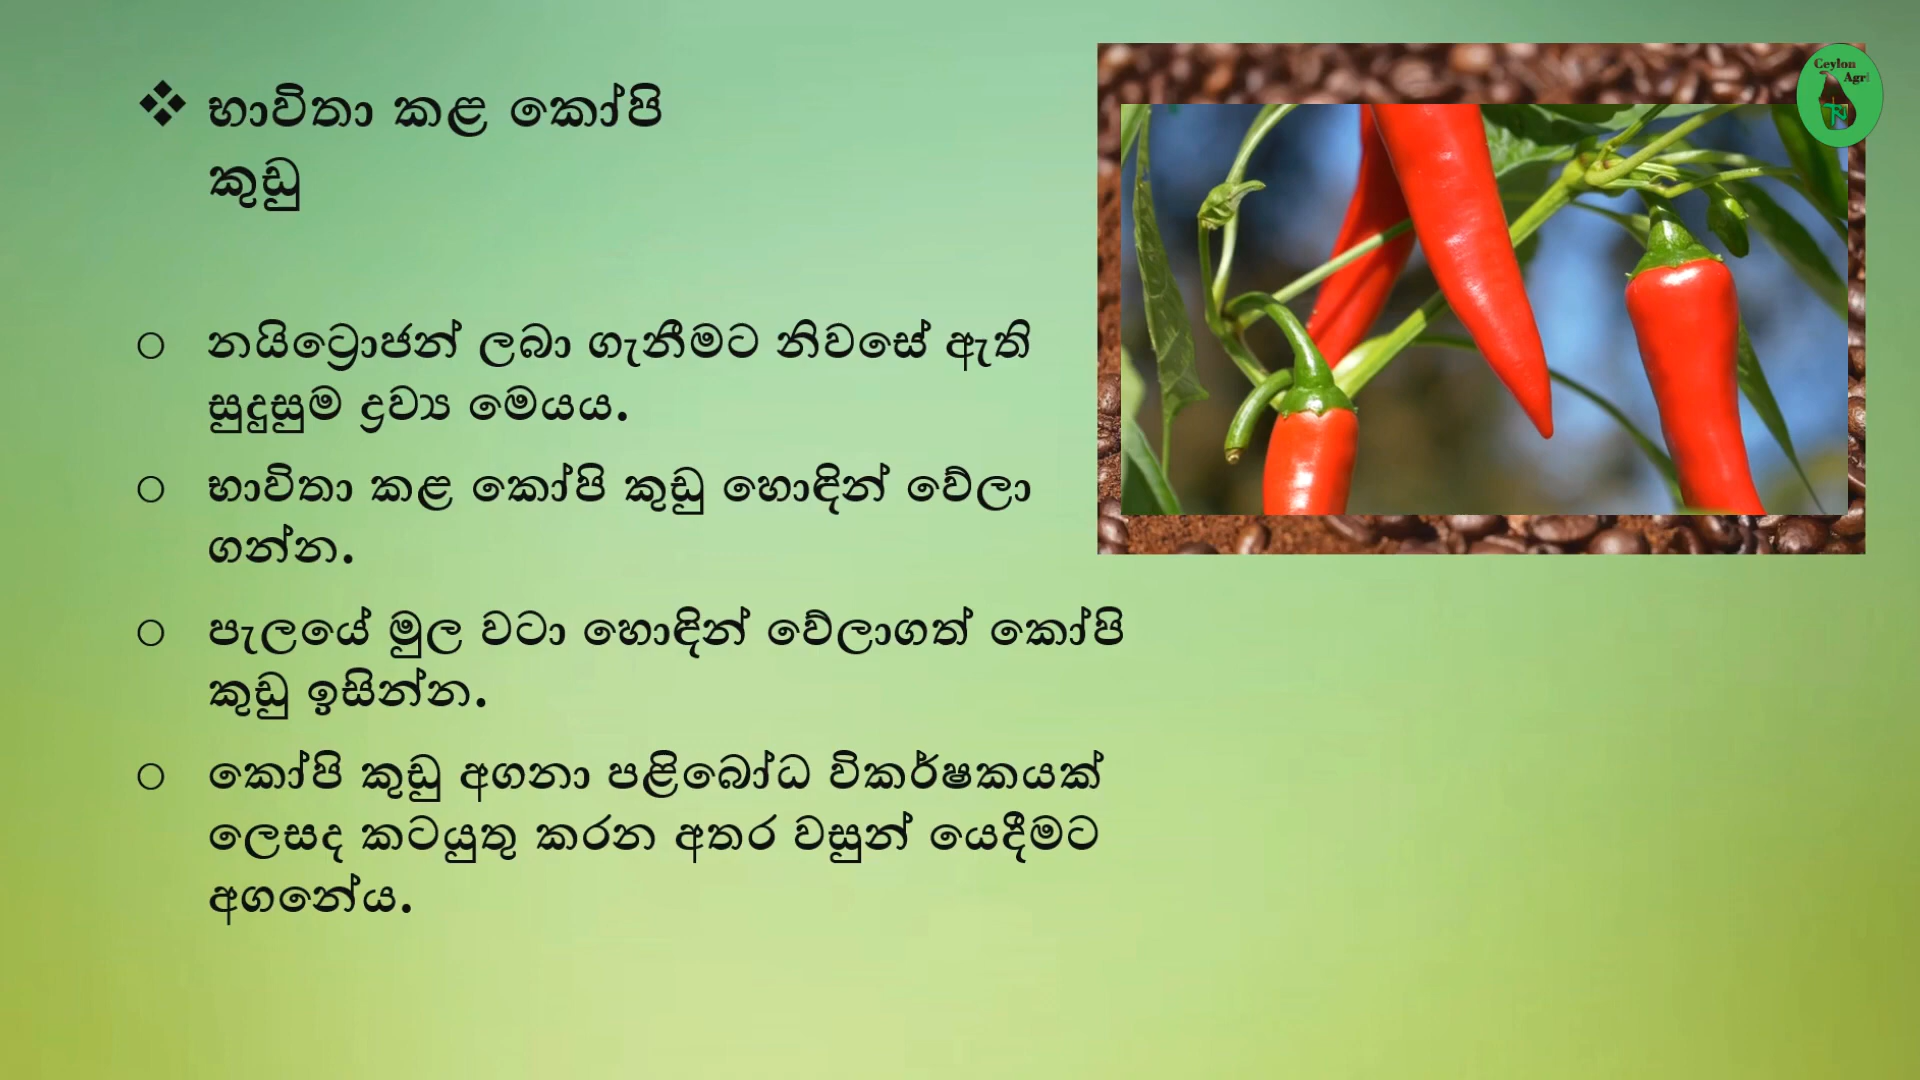 ❖ භාවිතා කළ කෝපි
කුඩු
○ නයිට්‍රොජන් ලබා ගැනීමට නිවසේ ඇති
සුදුසුම ද්‍රව්‍ය මෙයය.
○ භාවිතා කළ කෝපි කුඩු හොඳින් වේලා
ගන්න.
○ පැලයේ මුල වටා හොඳින් වේලාගත් කෝපි
කුඩු ඉසින්න.
○ කෝපි කුඩු අගනා පළිබෝධ විකර්ෂකයක්
ලෙසද කටයුතු කරන අතර වසුන් යෙදීමට
අගනේය.
Ceylon
Agri